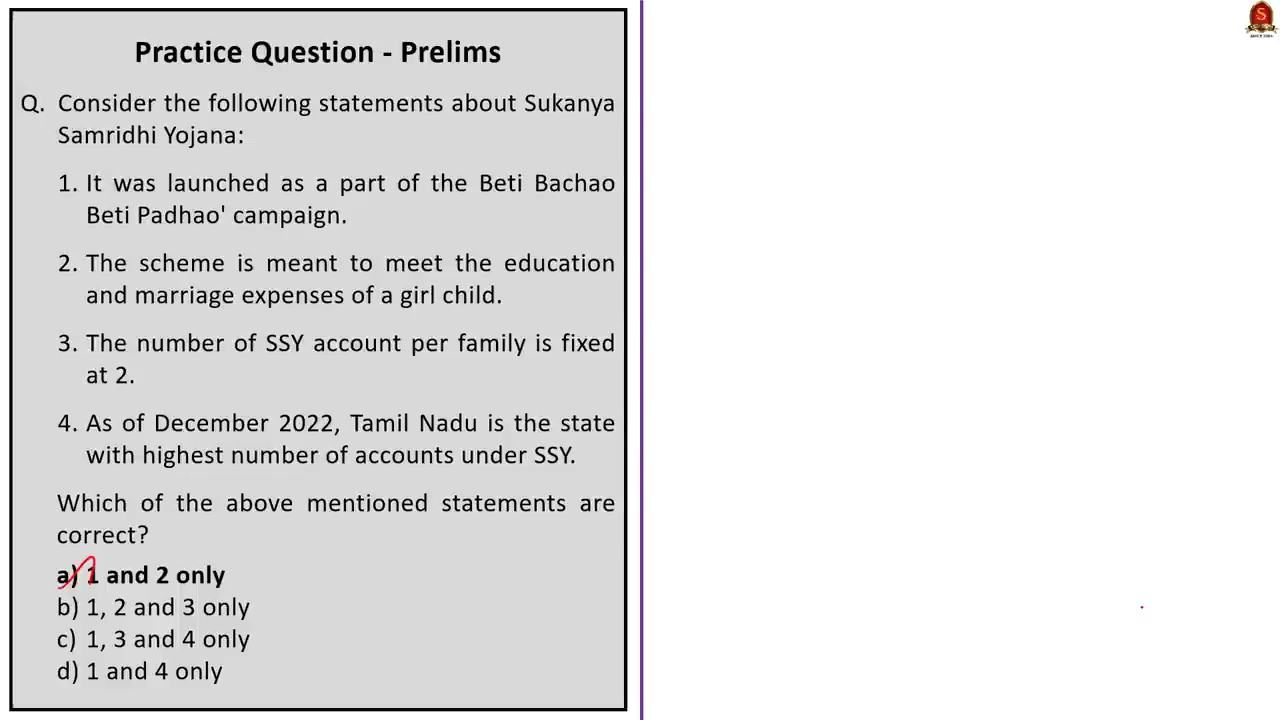 Practice Question - Prelims
Q. Consider the following statements about Sukanya
Samridhi Yojana:
1. It was launched as a part of the Beti Bachao
Beti Padhao' campaign.
2. The scheme is meant to meet the education
and marriage expenses of a girl child.
3. The number of SSY account per family is fixed
at 2.
4. As of December 2022, Tamil Nadu is the state
with highest number of accounts under SSY.
Which of the above mentioned statements are
correct?
a) 1 and 2 only
b) 1, 2 and 3 only
c) 1, 3 and 4 only
d) 1 and 4 only
S